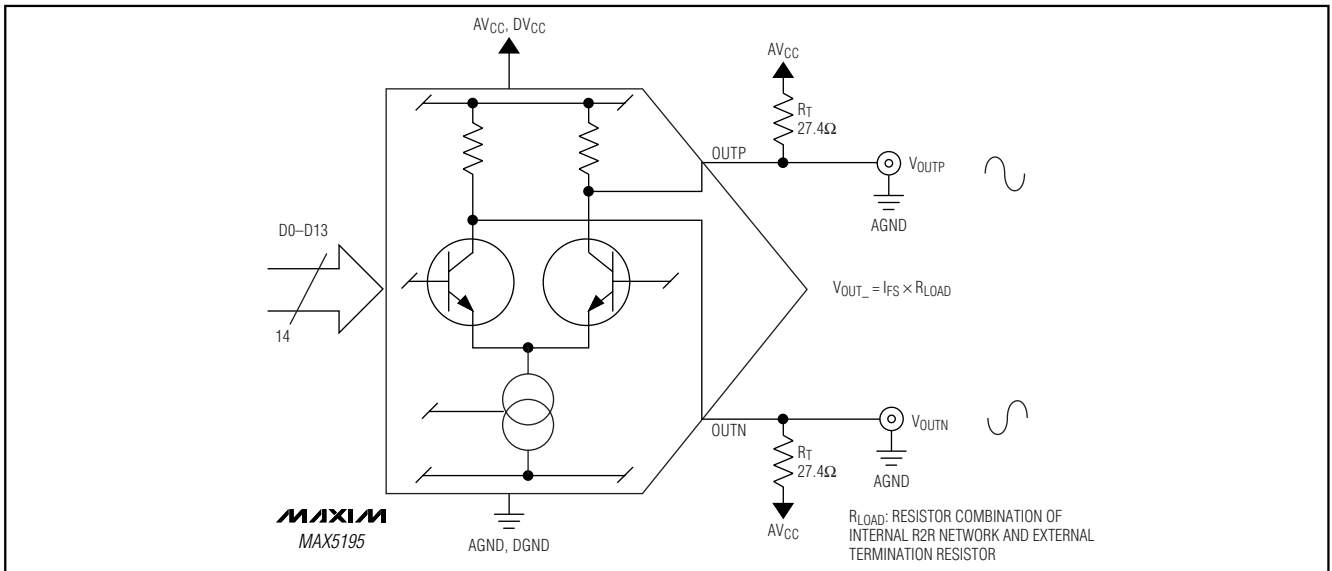 AVCC, DVCC
AVCC
RT
27.4Ω
OUTP
VOUTP
AGND
D0–D13
14
VOUT_ = IFS × RLOAD
OUTN
VOUTN
RT
27.4Ω
AGND
AVCC
MAXIM
MAX5195
AGND, DGND
RLOAD: RESISTOR COMBINATION OF
INTERNAL R2R NETWORK AND EXTERNAL
TERMINATION RESISTOR